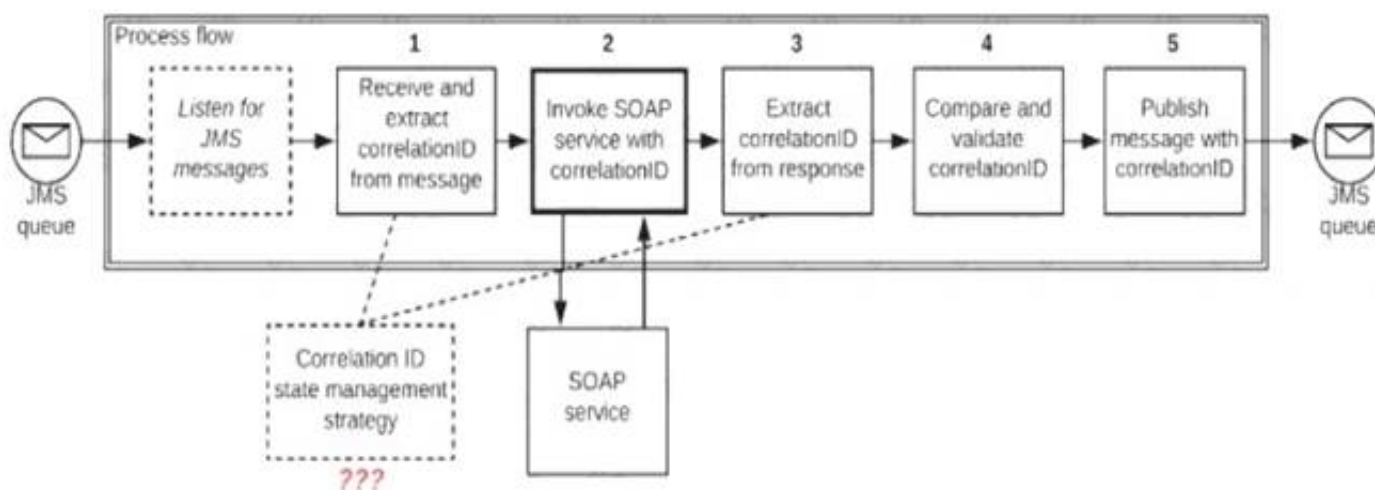 Process flow
1
2
3
4
5
Listen for
JMS
messages
Receive and
extract
correlationID
from message
Invoke SOAP
service with
correlationID
Extract
correlationID
from response
Compare and
validate
correlationID
Publish
message with
correlationID
JMS
queue
JMS
queue
Correlation ID
state management
strategy
???
SOAP
service